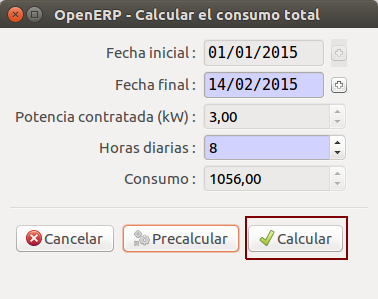 OpenERP - Calcular el consumo total
Fecha inicial : 01/01/2015
Fecha final : 14/02/2015
Potencia contratada (kW) : 3,00
Horas diarias : 8
Consumo : 1056,00
Cancelar Precalcular Calcular